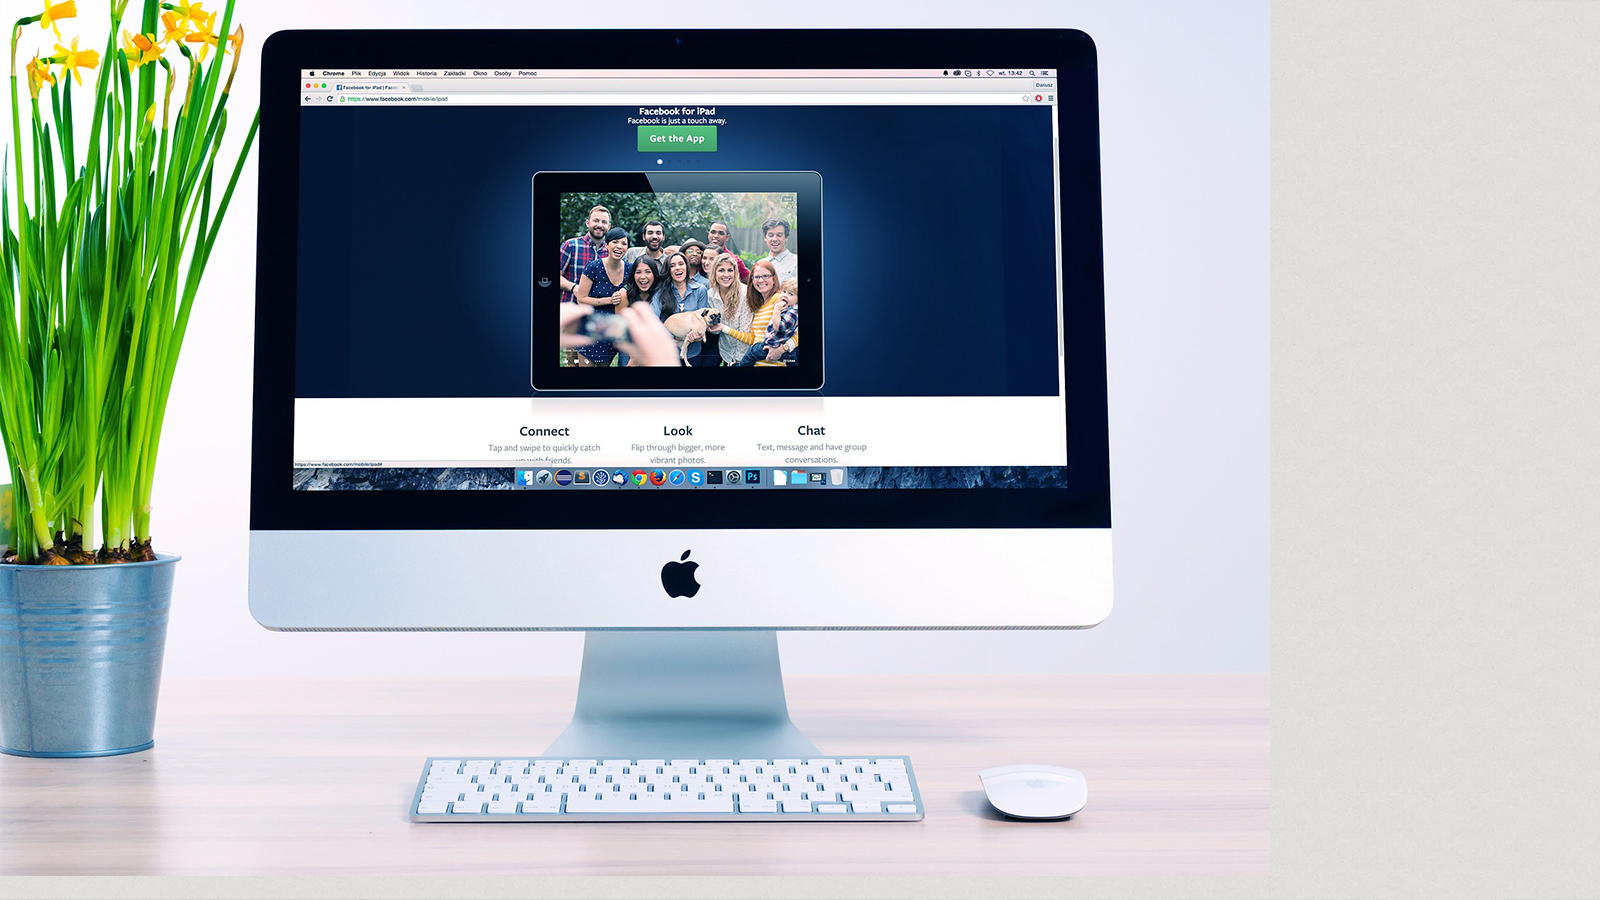 Chrome Plik Edycja Widok Historia Zakładki Okno Osoby Pomoc wt. 13:42
Facebook for iPad | Faceb Dariusz
https://www.facebook.com/mobile/ipad
Facebook for iPad
Facebook is just a touch away.
Get the App
Connect
Tap and swipe to quickly catch
up with friends.
Look
Flip through bigger, more
vibrant photos.
Chat
Text, message and have group
conversations.
https://www.facebook.com/mobile/ipad#
S
Ps